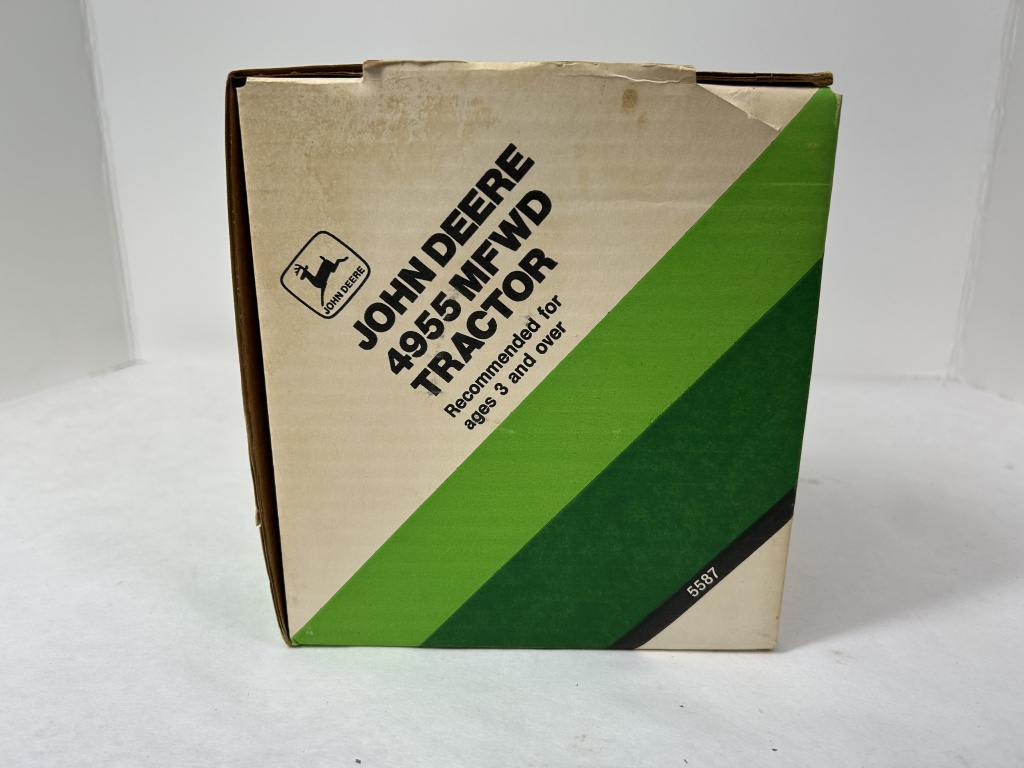 JOHN DEERE
JOHN DEERE
4955 MFWD
TRACTOR
Recommended for
ages 3 and over
5587